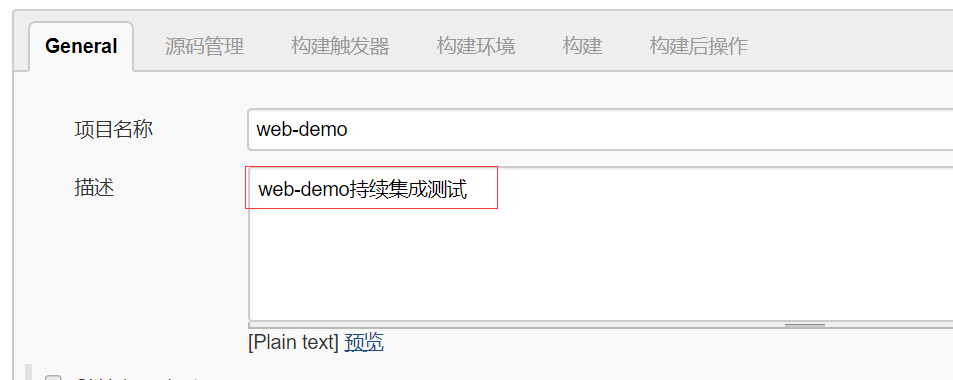 General 源码管理 构建触发器 构建环境 构建 构建后操作
项目名称 web-demo
描述 web-demo持续集成测试
[Plain text] 预览